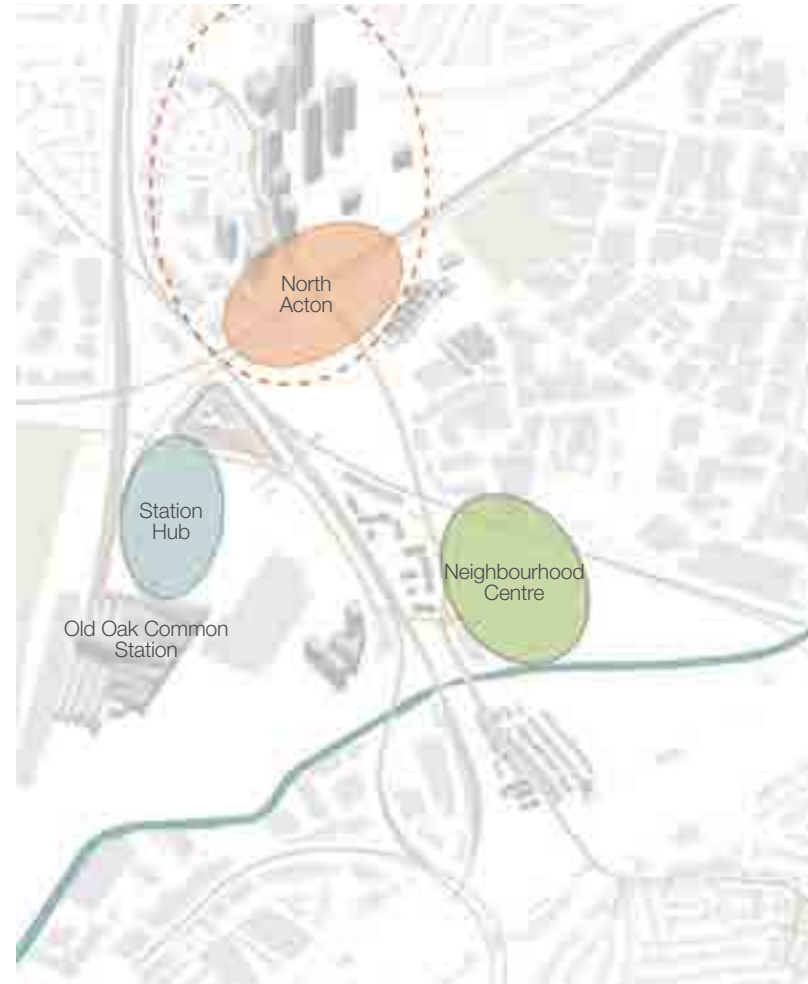 North
Acton
Station
Hub
Neighbourhood
Centre
Old Oak Common
Station